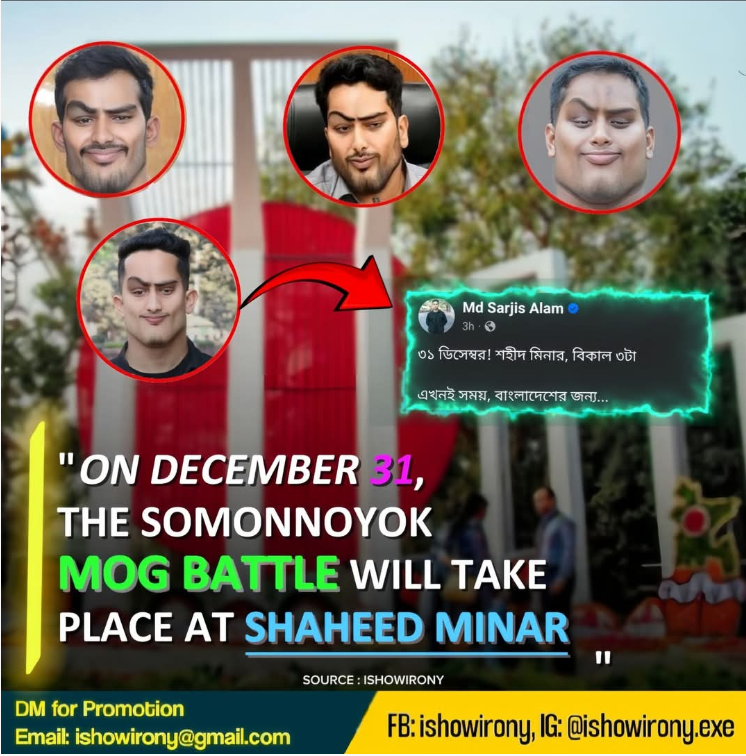 Md Sarjis Alam
3h ·
৩১ ডিসেম্বর! শহীদ মিনার, বিকাল ৩টা
এখনই সময়, বাংলাদেশের জন্য...
"ON DECEMBER 31,
THE SOMONNOYOK
MOG BATTLE WILL TAKE
PLACE AT SHAHEED MINAR
"
SOURCE : ISHOWIRONY
DM for Promotion
Email: ishowirony@gmail.com
FB: ishowirony, IG: @ishowirony.exe